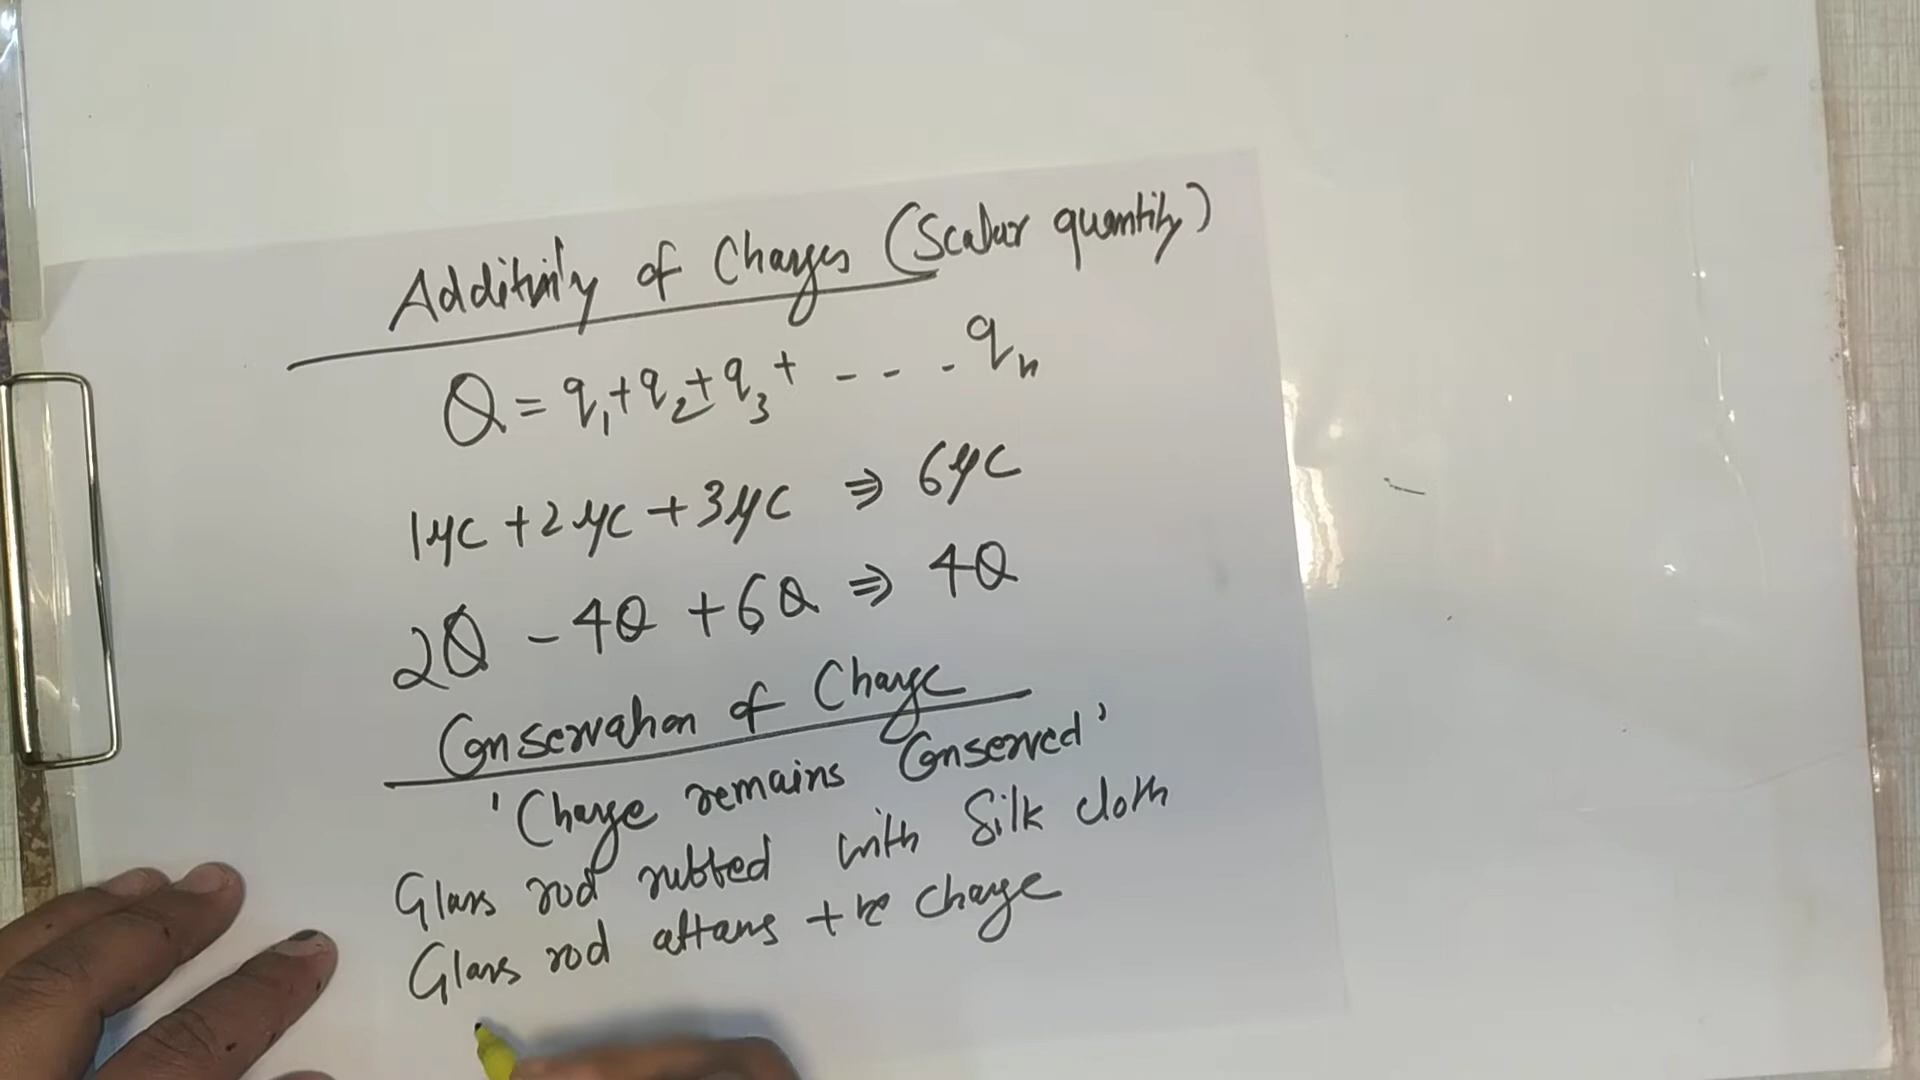 Additivity of Charges (Scalar quantity)
Q = q₁ + q₂ + q₃ + - - - - qₙ
1μC + 2μC + 3μC ⇒ 6μC
2Q - 4Q + 6Q ⇒ 4Q
Conservation of Charge
'Charge remains Conserved'
Glass rod rubbed with Silk cloth
Glass rod attains +ve charge